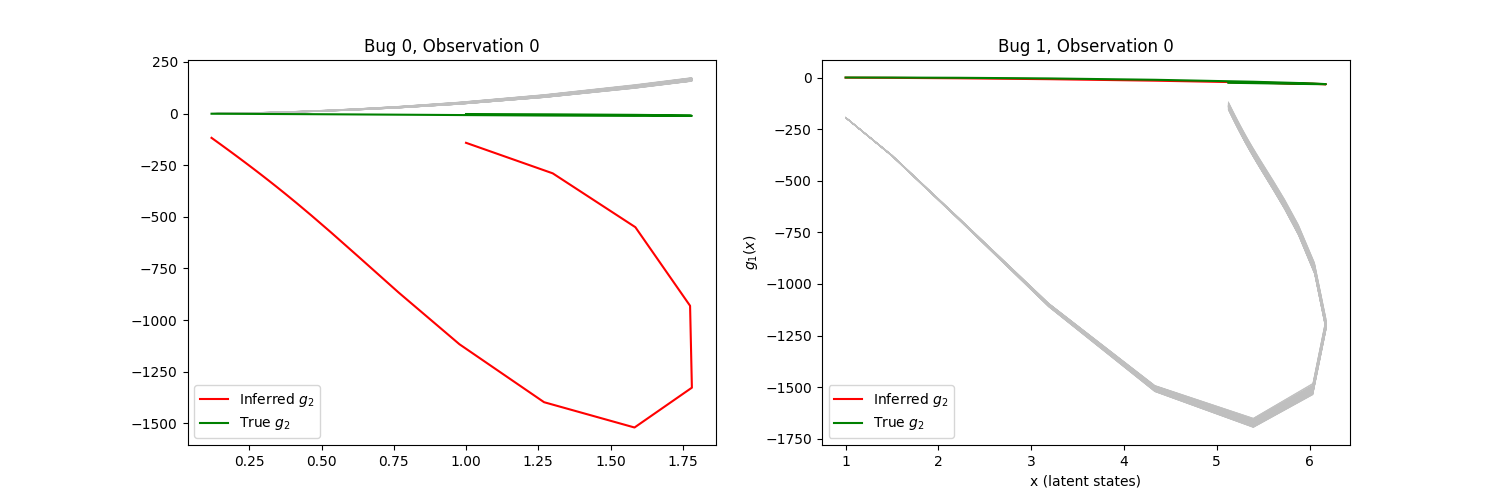 Bug 0, Observation 0
250
0
−250
−500
−750
−1000
−1250
−1500
0.25 0.50 0.75 1.00 1.25 1.50 1.75
Inferred g₂
True g₂
Bug 1, Observation 0
g₁(x)
0
−250
−500
−750
−1000
−1250
−1500
−1750
1 2 3 4 5 6
x (latent states)
Inferred g₂
True g₂